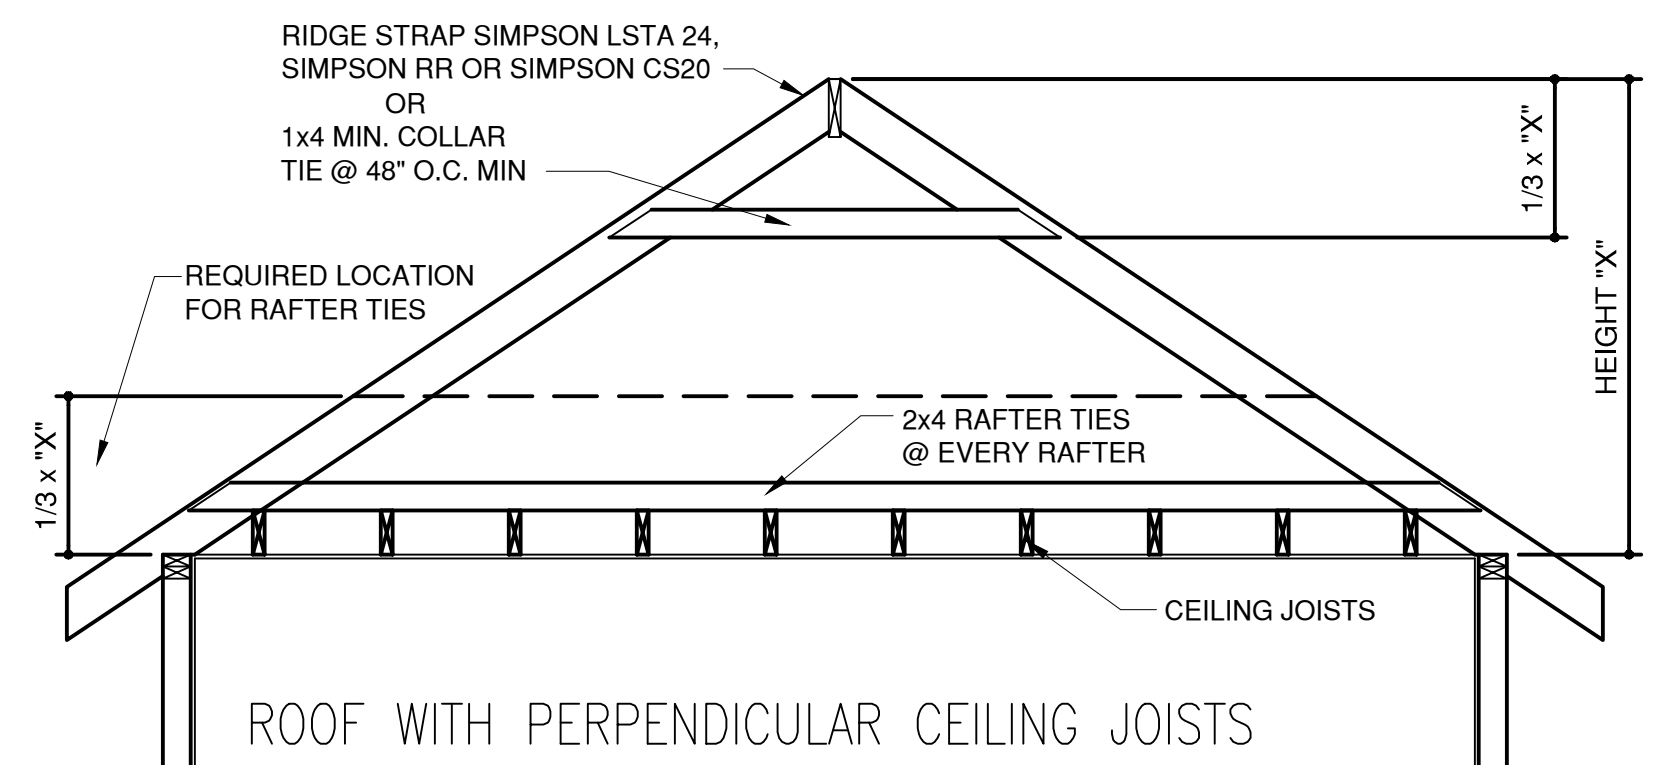 RIDGE STRAP SIMPSON LSTA 24,
SIMPSON RR OR SIMPSON CS20
OR
1x4 MIN. COLLAR
TIE @ 48" O.C. MIN
1/3 x "X"
HEIGHT "X"
REQUIRED LOCATION
FOR RAFTER TIES
1/3 x "X"
2x4 RAFTER TIES
@ EVERY RAFTER
CEILING JOISTS
ROOF WITH PERPENDICULAR CEILING JOISTS